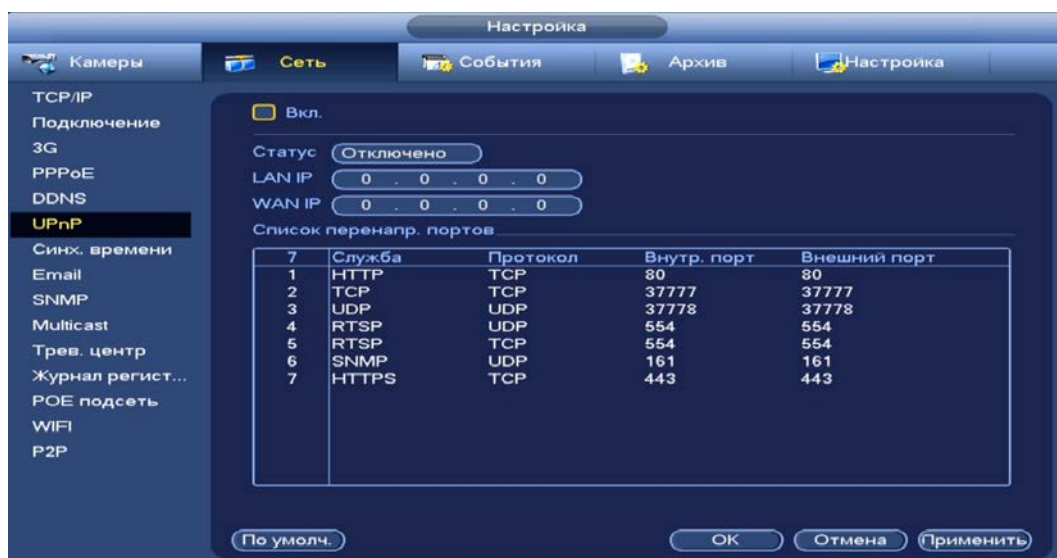 Настройка
Камеры Сеть События Архив Настройка
TCP/IP
Подключение
3G
PPPoE
DDNS
UPnP
Синх. времени
Email
SNMP
Multicast
Трев. центр
Журнал регист...
POE подсеть
WIFI
P2P
Вкл.
Статус Отключено
LAN IP 0 . 0 . 0 . 0
WAN IP 0 . 0 . 0 . 0
Список перенапр. портов
7 Служба Протокол Внутр. порт Внешний порт
1 HTTP TCP 80 80
2 TCP TCP 37777 37777
3 UDP UDP 37778 37778
4 RTSP UDP 554 554
5 RTSP TCP 554 554
6 SNMP UDP 161 161
7 HTTPS TCP 443 443
По умолч. OK Отмена Применить